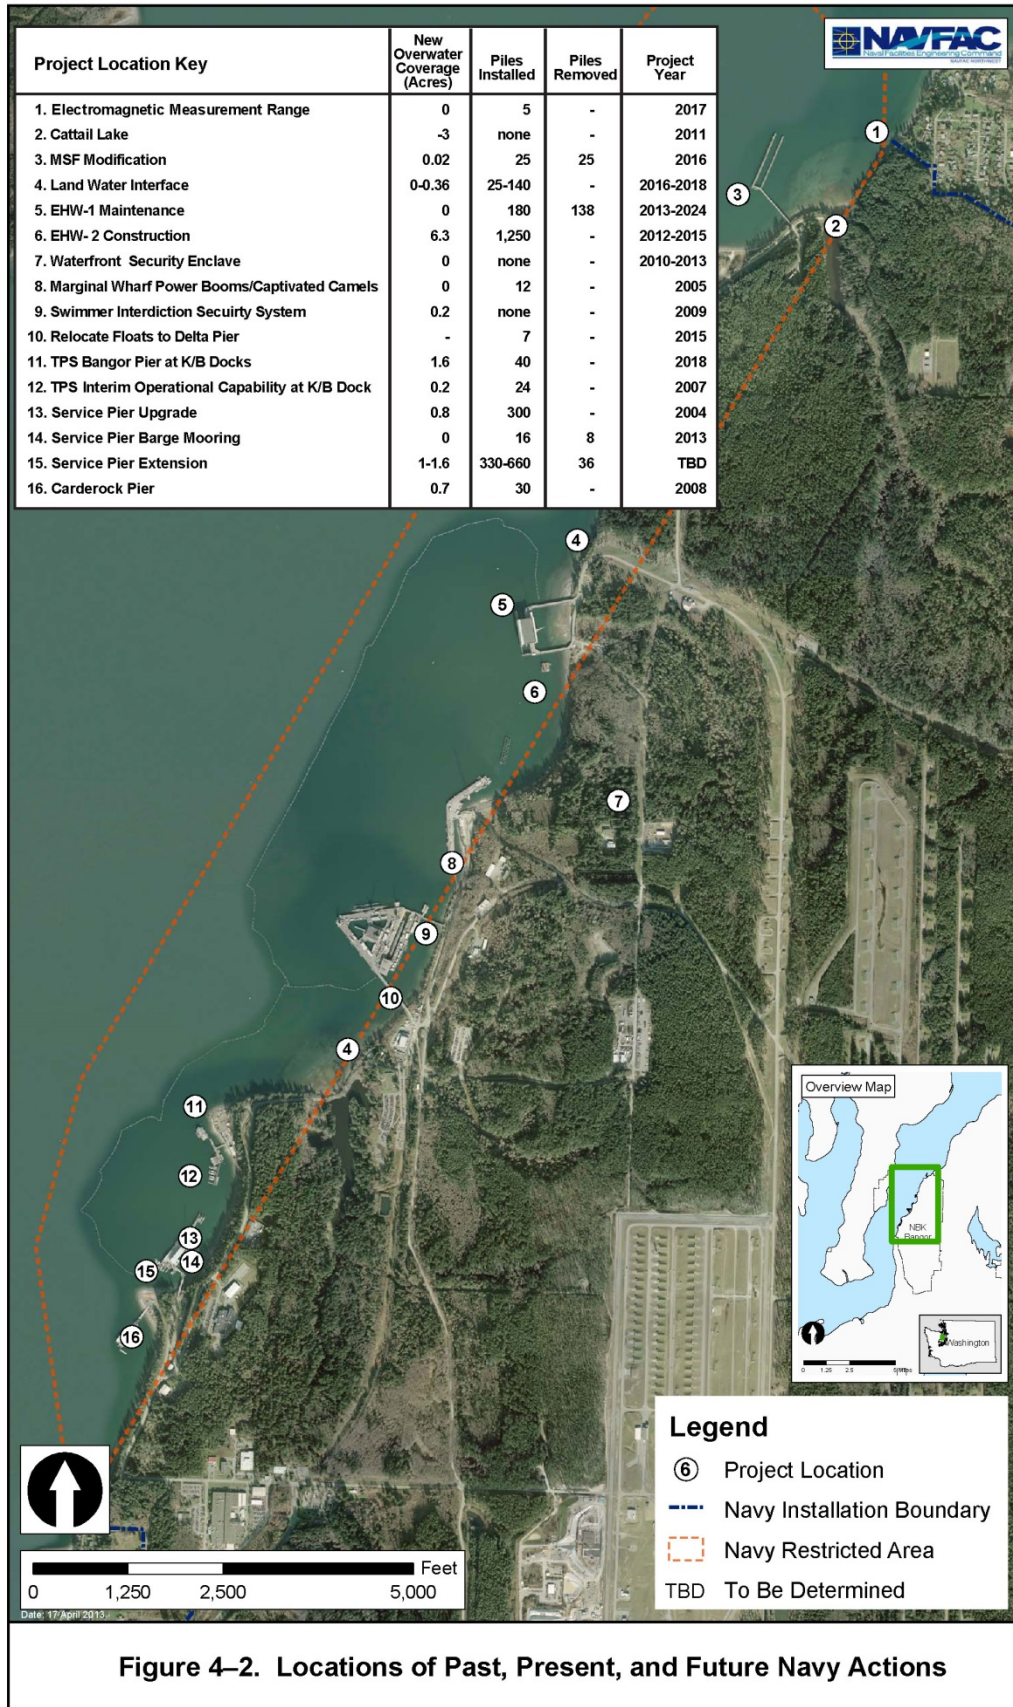 NAVFAC
Naval Facilities Engineering Command
NAVFAC NORTHWEST
Project Location Key New Overwater Coverage (Acres) Piles Installed Piles Removed Project Year
1. Electromagnetic Measurement Range 0 5 - 2017
2. Cattail Lake -3 none - 2011
3. MSF Modification 0.02 25 25 2016
4. Land Water Interface 0-0.36 25-140 - 2016-2018
5. EHW-1 Maintenance 0 180 138 2013-2024
6. EHW- 2 Construction 6.3 1,250 - 2012-2015
7. Waterfront Security Enclave 0 none - 2010-2013
8. Marginal Wharf Power Booms/Captivated Camels 0 12 - 2005
9. Swimmer Interdiction Secuirty System 0.2 none - 2009
10. Relocate Floats to Delta Pier - 7 - 2015
11. TPS Bangor Pier at K/B Docks 1.6 40 - 2018
12. TPS Interim Operational Capability at K/B Dock 0.2 24 - 2007
13. Service Pier Upgrade 0.8 300 - 2004
14. Service Pier Barge Mooring 0 16 8 2013
15. Service Pier Extension 1-1.6 330-660 36 TBD
16. Carderock Pier 0.7 30 - 2008
1
3
2
4
5
6
7
8
9
10
4
11
12
13
14
15
16
Overview Map
NBK
Bangor
Washington
0 1.25 2.5 5 Miles
Legend
6 Project Location
Navy Installation Boundary
Navy Restricted Area
TBD To Be Determined
Feet
0 1,250 2,500 5,000
Date: 17 April 2013
Figure 4–2. Locations of Past, Present, and Future Navy Actions